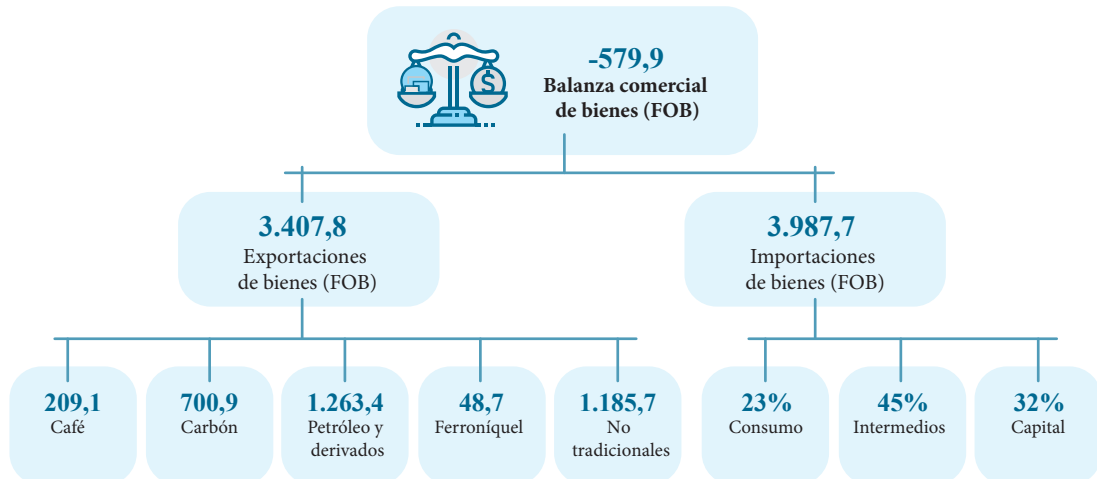 -579,9
Balanza comercial
de bienes (FOB)
3.407,8
Exportaciones
de bienes (FOB)
3.987,7
Importaciones
de bienes (FOB)
209,1
Café
700,9
Carbón
1.263,4
Petróleo y
derivados
48,7
Ferroníquel
1.185,7
No
tradicionales
23%
Consumo
45%
Intermedios
32%
Capital